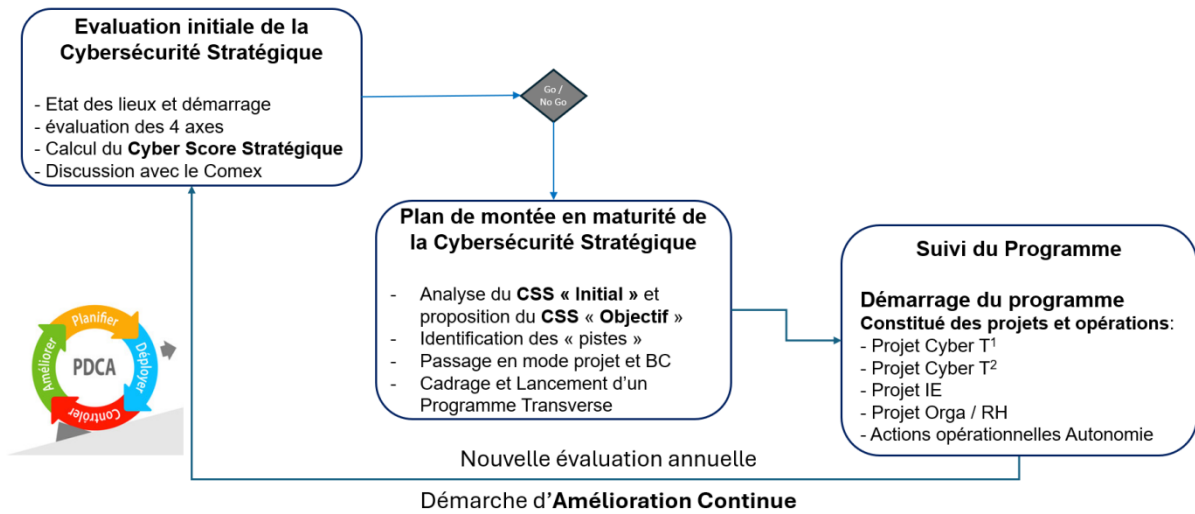 Evaluation initiale de la
Cybersécurité Stratégique
- Etat des lieux et démarrage
- évaluation des 4 axes
- Calcul du Cyber Score Stratégique
- Discussion avec le Comex
Go /
No Go
Plan de montée en maturité de
la Cybersécurité Stratégique
- Analyse du CSS « Initial » et
proposition du CSS « Objectif »
- Identification des « pistes »
- Passage en mode projet et BC
- Cadrage et Lancement d'un
Programme Transverse
Suivi du Programme
Démarrage du programme
Constitué des projets et opérations:
- Projet Cyber T¹
- Projet Cyber T²
- Projet IE
- Projet Orga / RH
- Actions opérationnelles Autonomie
Planifier
Déployer
Contrôler
Améliorer
PDCA
Nouvelle évaluation annuelle
Démarche d'Amélioration Continue